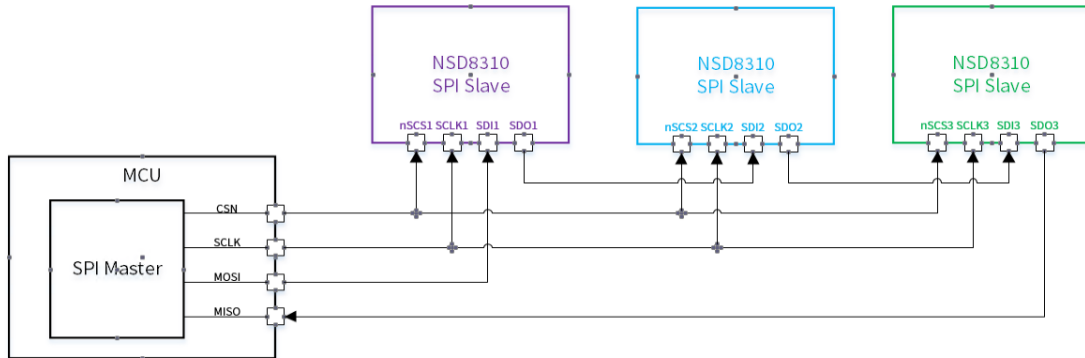 NSD8310
SPI Slave
nSCS1 SCLK1 SDI1 SDO1
NSD8310
SPI Slave
nSCS2 SCLK2 SDI2 SDO2
NSD8310
SPI Slave
nSCS3 SCLK3 SDI3 SDO3
MCU
SPI Master
CSN
SCLK
MOSI
MISO